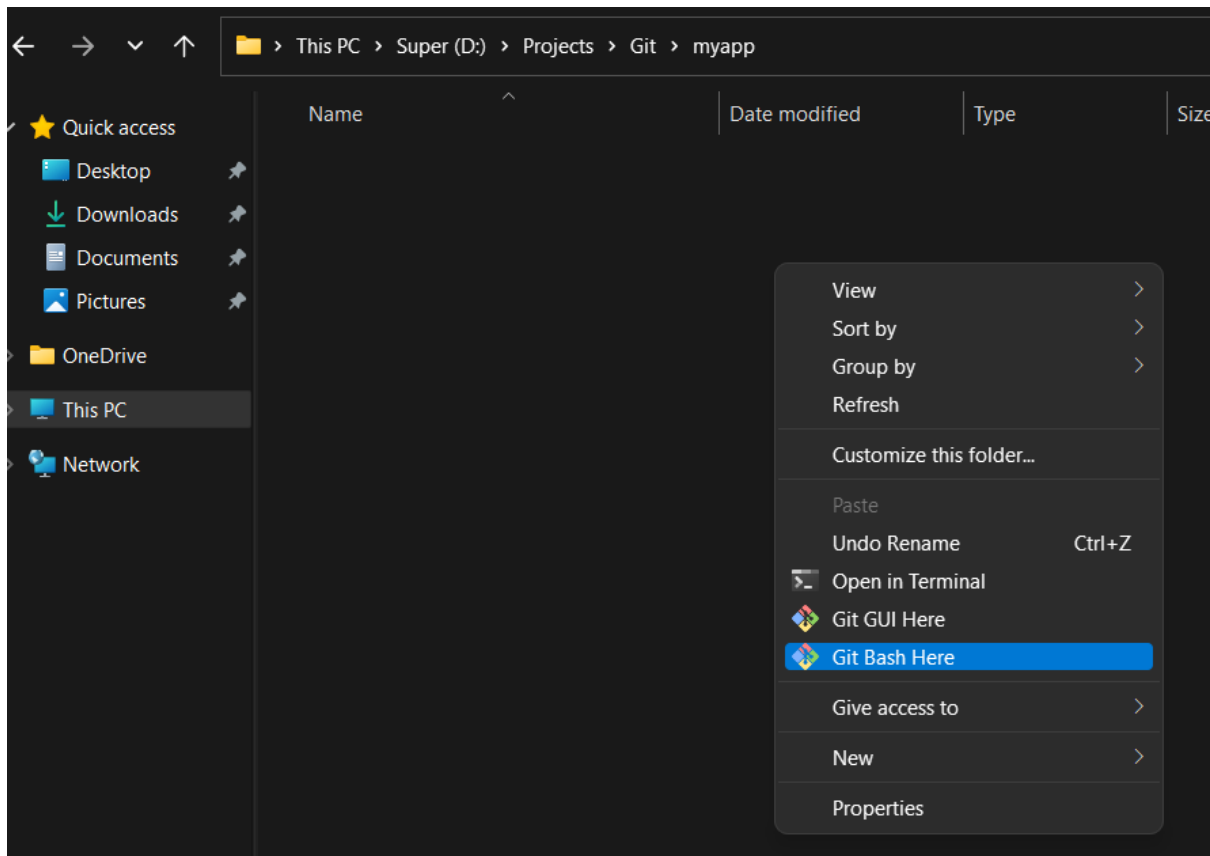 This PC > Super (D:) > Projects > Git > myapp
Name Date modified Type Size
Quick access
Desktop
Downloads
Documents
Pictures
OneDrive
This PC
Network
View
Sort by
Group by
Refresh
Customize this folder...
Paste
Undo Rename Ctrl+Z
Open in Terminal
Git GUI Here
Git Bash Here
Give access to
New
Properties